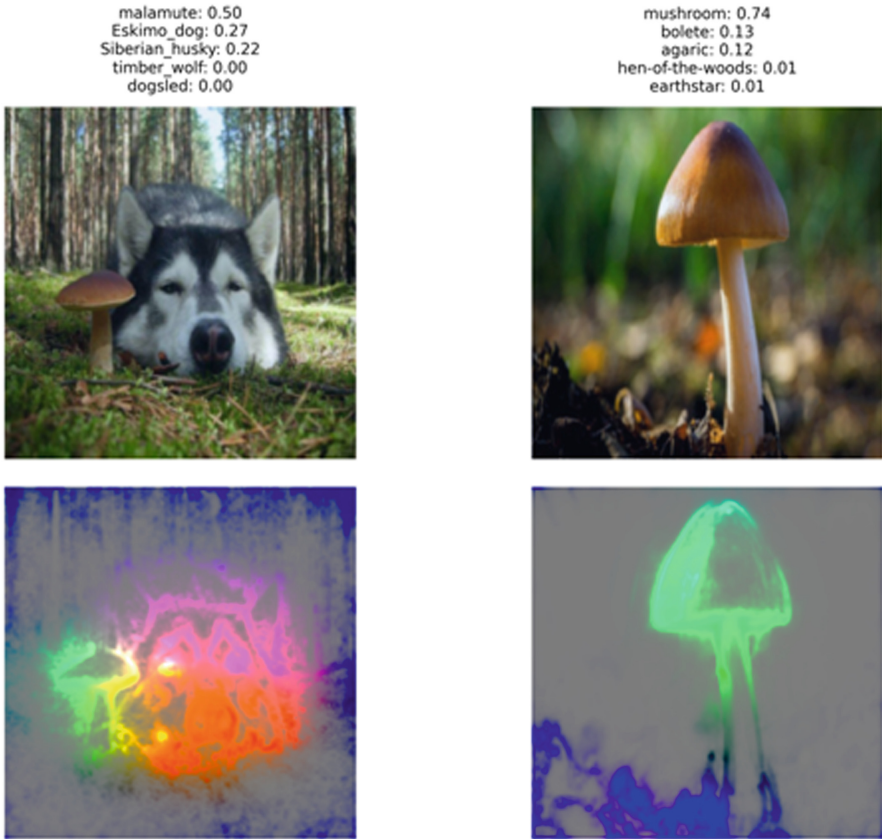 malamute: 0.50
Eskimo_dog: 0.27
Siberian_husky: 0.22
timber_wolf: 0.00
dogsled: 0.00
mushroom: 0.74
bolete: 0.13
agaric: 0.12
hen-of-the-woods: 0.01
earthstar: 0.01